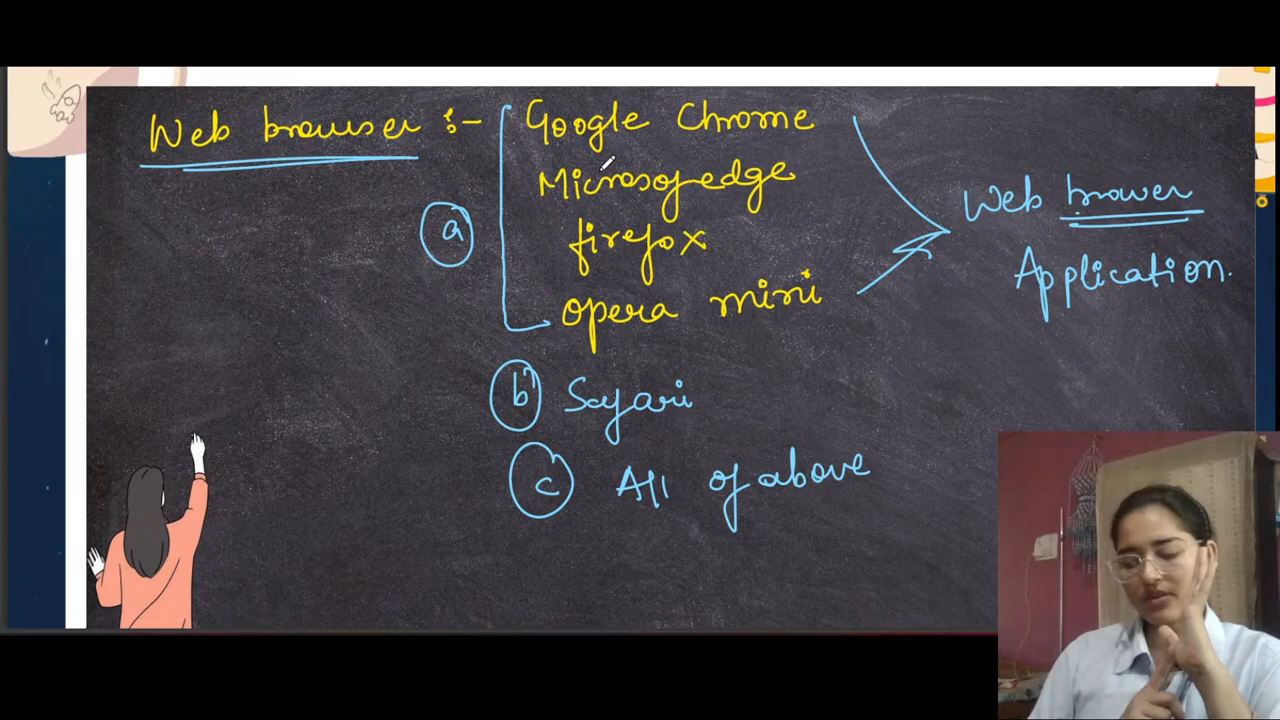 Web browser :- Google Chrome
Microsofedge
firefox
opera mini
a
Web brower
Application.
b Safari
c All of above